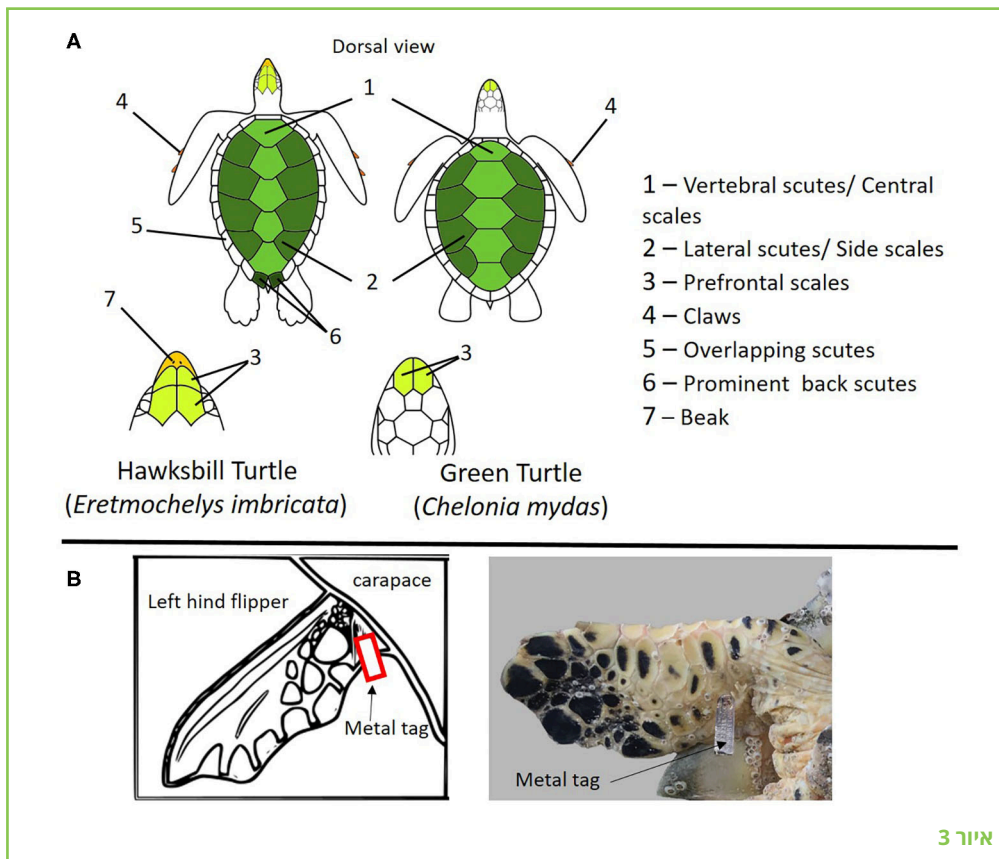 A
Dorsal view
1
4
4
5
2
6
7
3
3
1 – Vertebral scutes/ Central
scales
2 – Lateral scutes/ Side scales
3 – Prefrontal scales
4 – Claws
5 – Overlapping scutes
6 – Prominent back scutes
7 – Beak
Hawksbill Turtle
(Eretmochelys imbricata)
Green Turtle
(Chelonia mydas)
B
Left hind flipper
carapace
Metal tag
Metal tag
איור 3